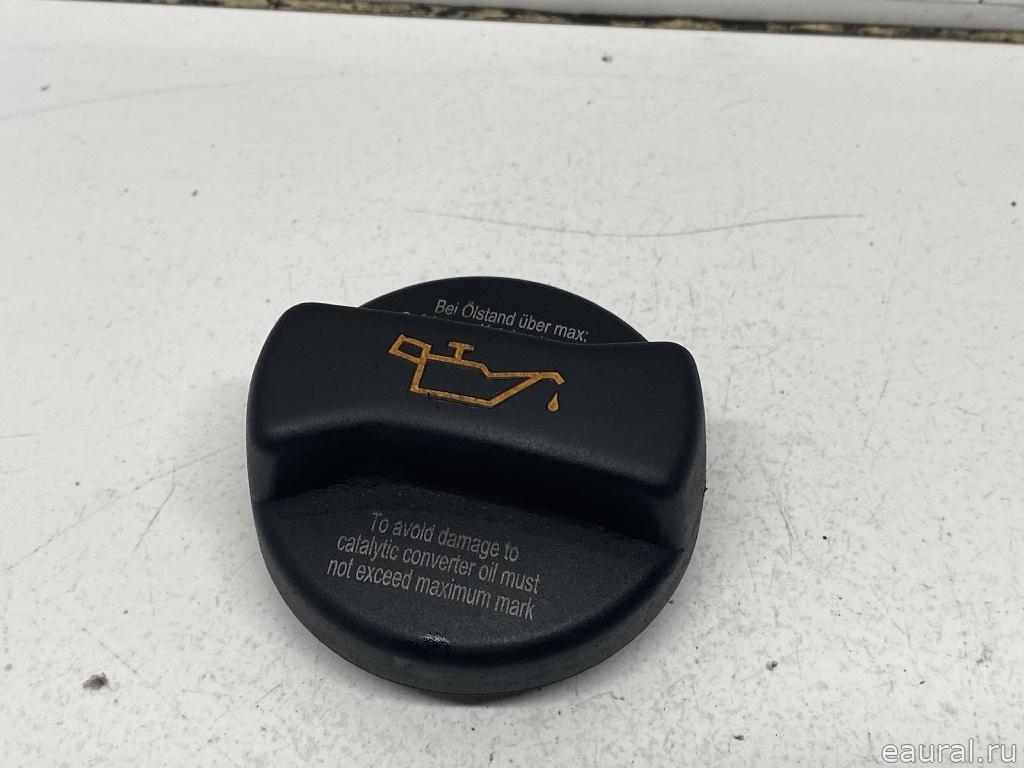 Bei Ölstand über max:
To avoid damage to
catalytic converter oil must
not exceed maximum mark
eaural.ru